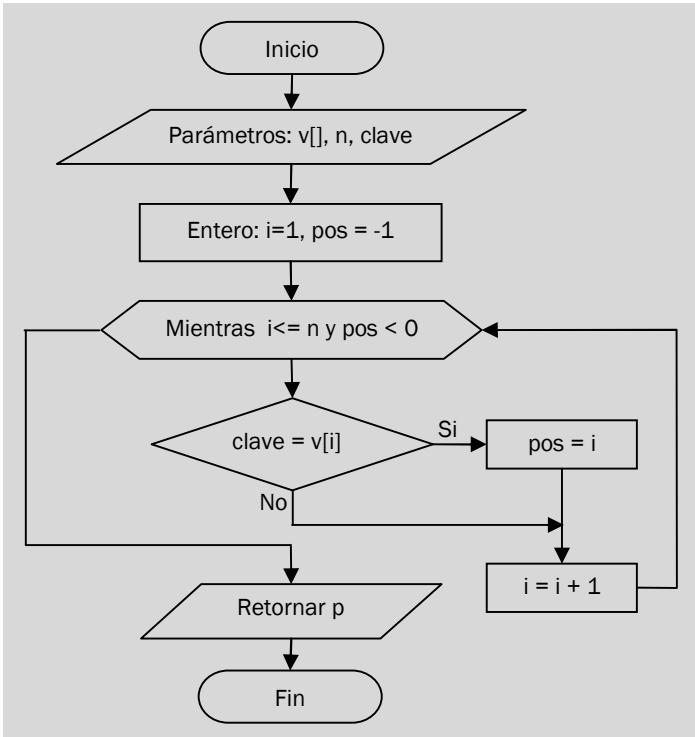 Inicio
Parámetros: v[], n, clave
Entero: i=1, pos = -1
Mientras i<= n y pos < 0
clave = v[i]
Si
pos = i
No
i = i + 1
Retornar p
Fin